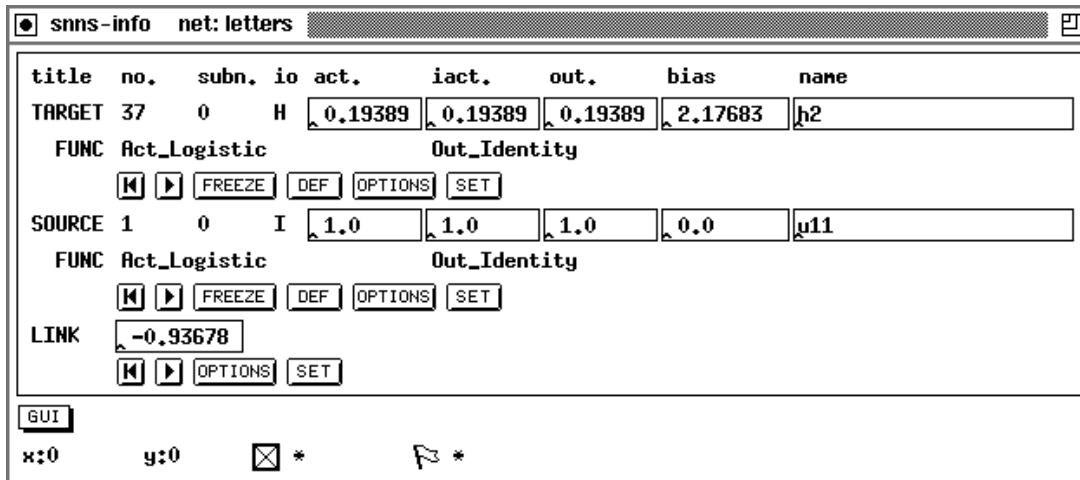 snns-info net: letters
title no. subn. io act. iact. out. bias name
TARGET 37 0 H 0.19389 0.19389 0.19389 2.17683 h2
FUNC Act_Logistic Out_Identity
FREEZE DEF OPTIONS SET
SOURCE 1 0 I 1.0 1.0 1.0 0.0 u11
FUNC Act_Logistic Out_Identity
FREEZE DEF OPTIONS SET
LINK -0.93678
OPTIONS SET
GUI
x:0 y:0 * *